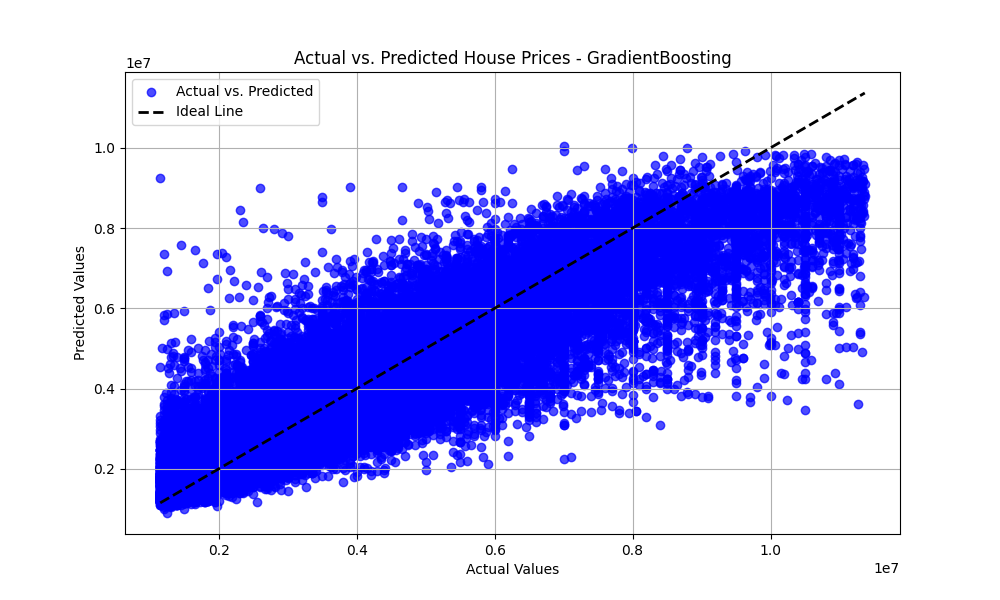 Actual vs. Predicted House Prices - GradientBoosting
1e7
Actual vs. Predicted
Ideal Line
1.0
0.8
0.6
0.4
0.2
Predicted Values
0.2 0.4 0.6 0.8 1.0
Actual Values
1e7